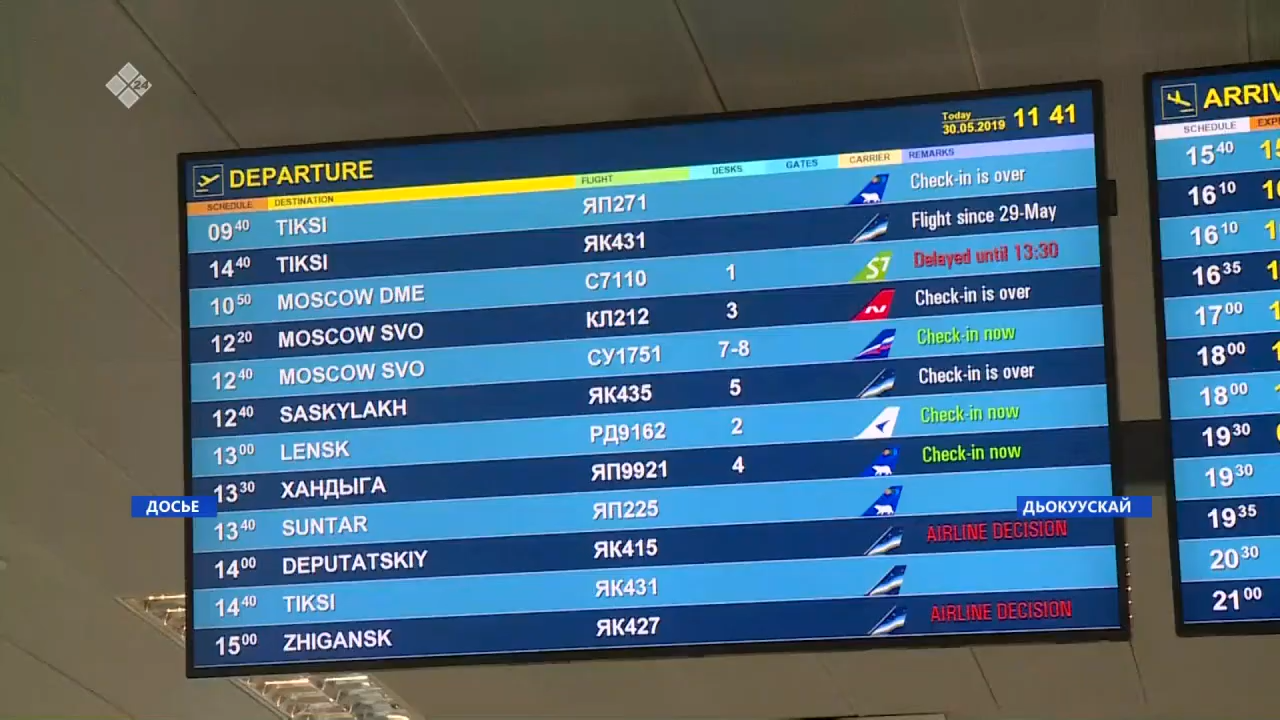 24
Today
30.05.2019 11 41
DEPARTURE
SCHEDULE DESTINATION FLIGHT DESKS GATES CARRIER REMARKS
09 40 TIKSI ЯП271 Check-in is over
14 40 TIKSI ЯК431 Flight since 29-May
10 50 MOSCOW DME С7110 1 S7 Delayed until 13:30
12 20 MOSCOW SVO КЛ212 3 Check-in is over
12 40 MOSCOW SVO СУ1751 7-8 Check-in now
12 40 SASKYLAKH ЯК435 5 Check-in is over
13 00 LENSK РД9162 2 Check-in now
13 30 ХАНДЫГА ЯП9921 4 Check-in now
13 40 SUNTAR ЯП225
14 00 DEPUTATSKIY ЯК415 AIRLINE DECISION
14 40 TIKSI ЯК431
15 00 ZHIGANSK ЯК427 AIRLINE DECISION
ДОСЬЕ
ДЬОКУУСКАЙ
SCHEDULE
15 40
16 10
16 10
16 35
17 00
18 00
18 00
19 30
19 30
19 35
20 30
21 00